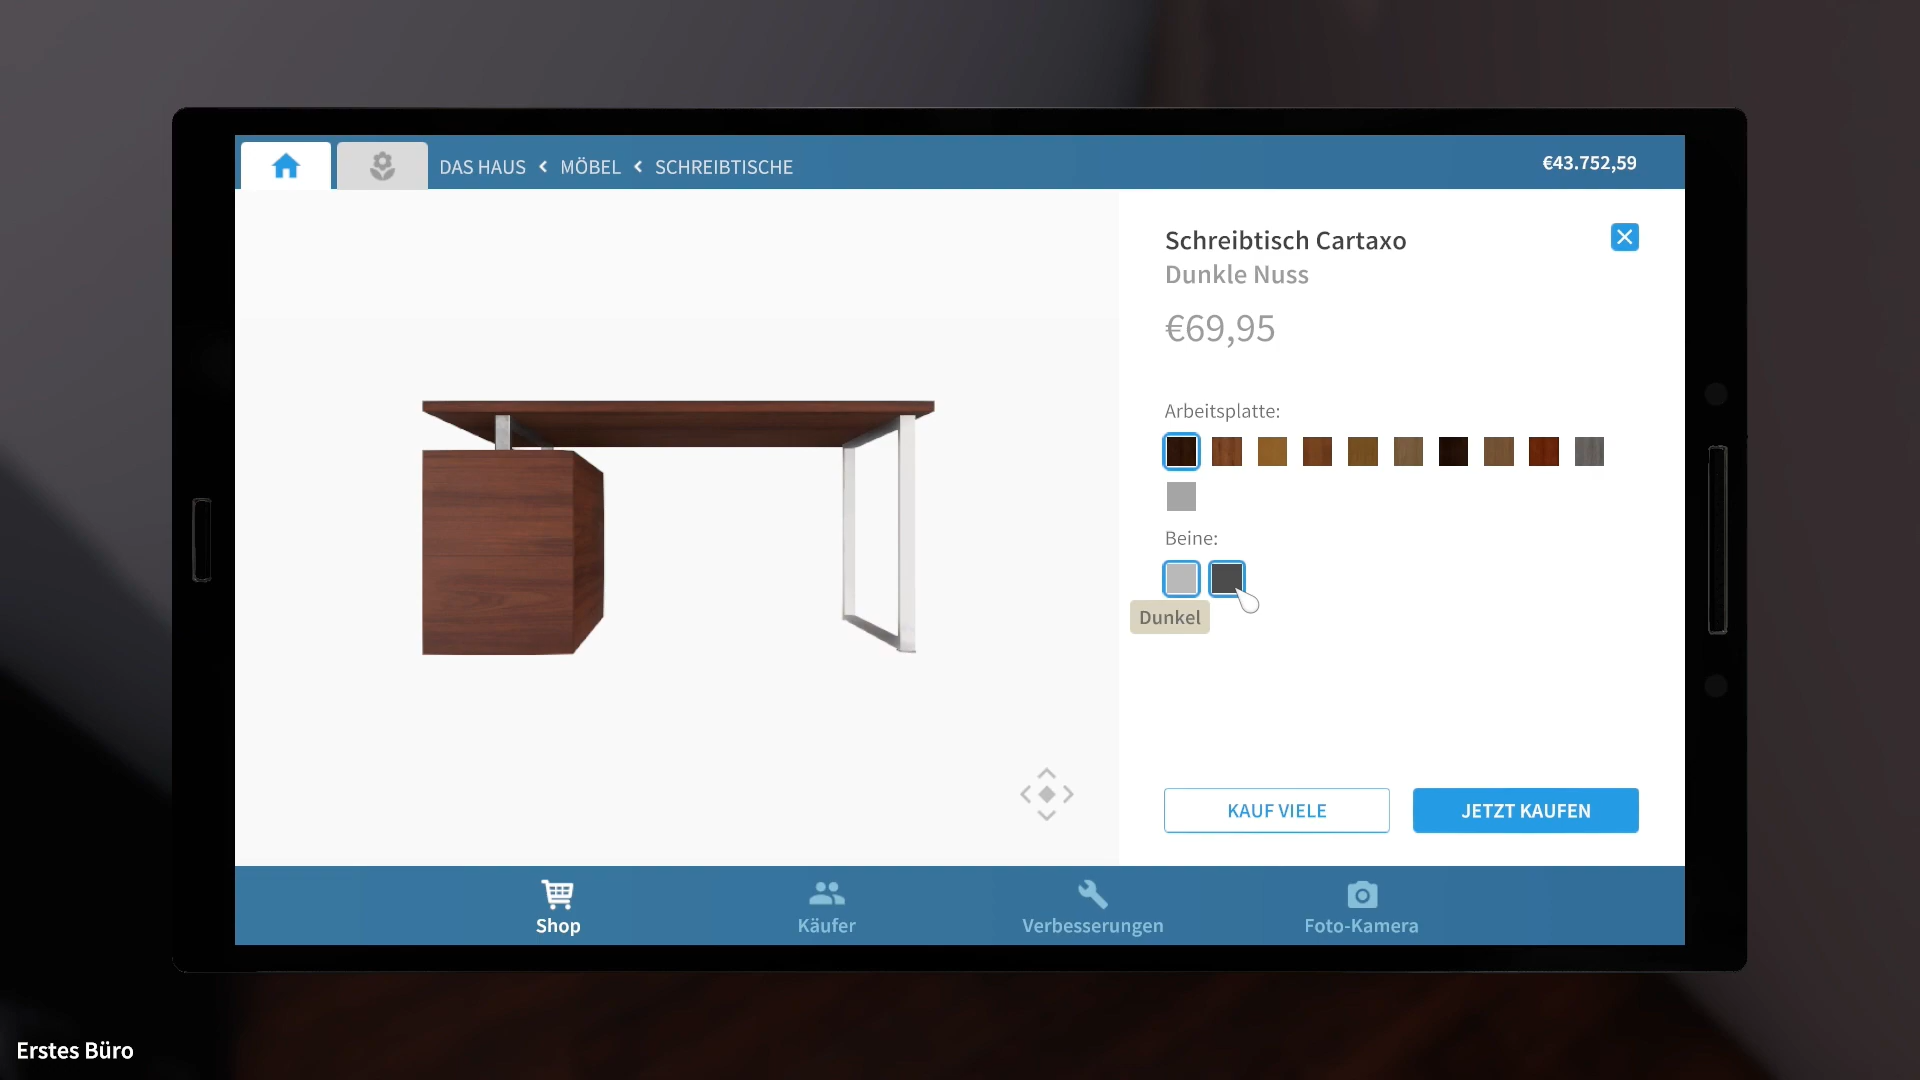 DAS HAUS < MÖBEL < SCHREIBTISCHE
€43.752,59
Schreibtisch Cartaxo
Dunkle Nuss
€69,95
Arbeitsplatte:
Beine:
Dunkel
KAUF VIELE
JETZT KAUFEN
Shop
Käufer
Verbesserungen
Foto-Kamera
Erstes Büro